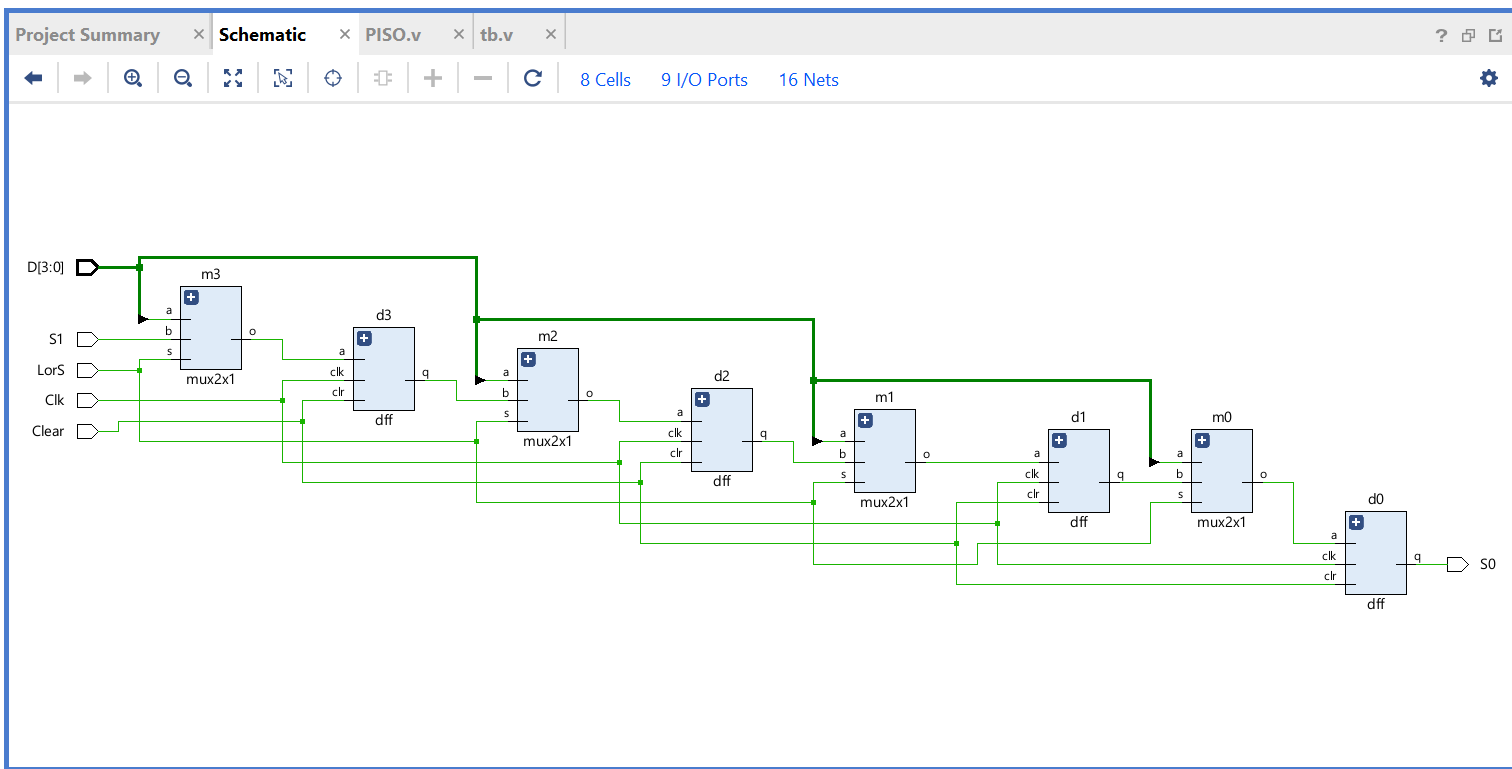 Project Summary × Schematic × PISO.v × tb.v × ?
8 Cells 9 I/O Ports 16 Nets
D[3:0]
S1
LorS
Clk
Clear
m3
a
b
s
o
mux2x1
d3
a
clk
clr
q
dff
m2
a
b
s
o
mux2x1
d2
a
clk
clr
q
dff
m1
a
b
s
o
mux2x1
d1
a
clk
clr
q
dff
m0
a
b
s
o
mux2x1
d0
a
clk
clr
q
dff
S0